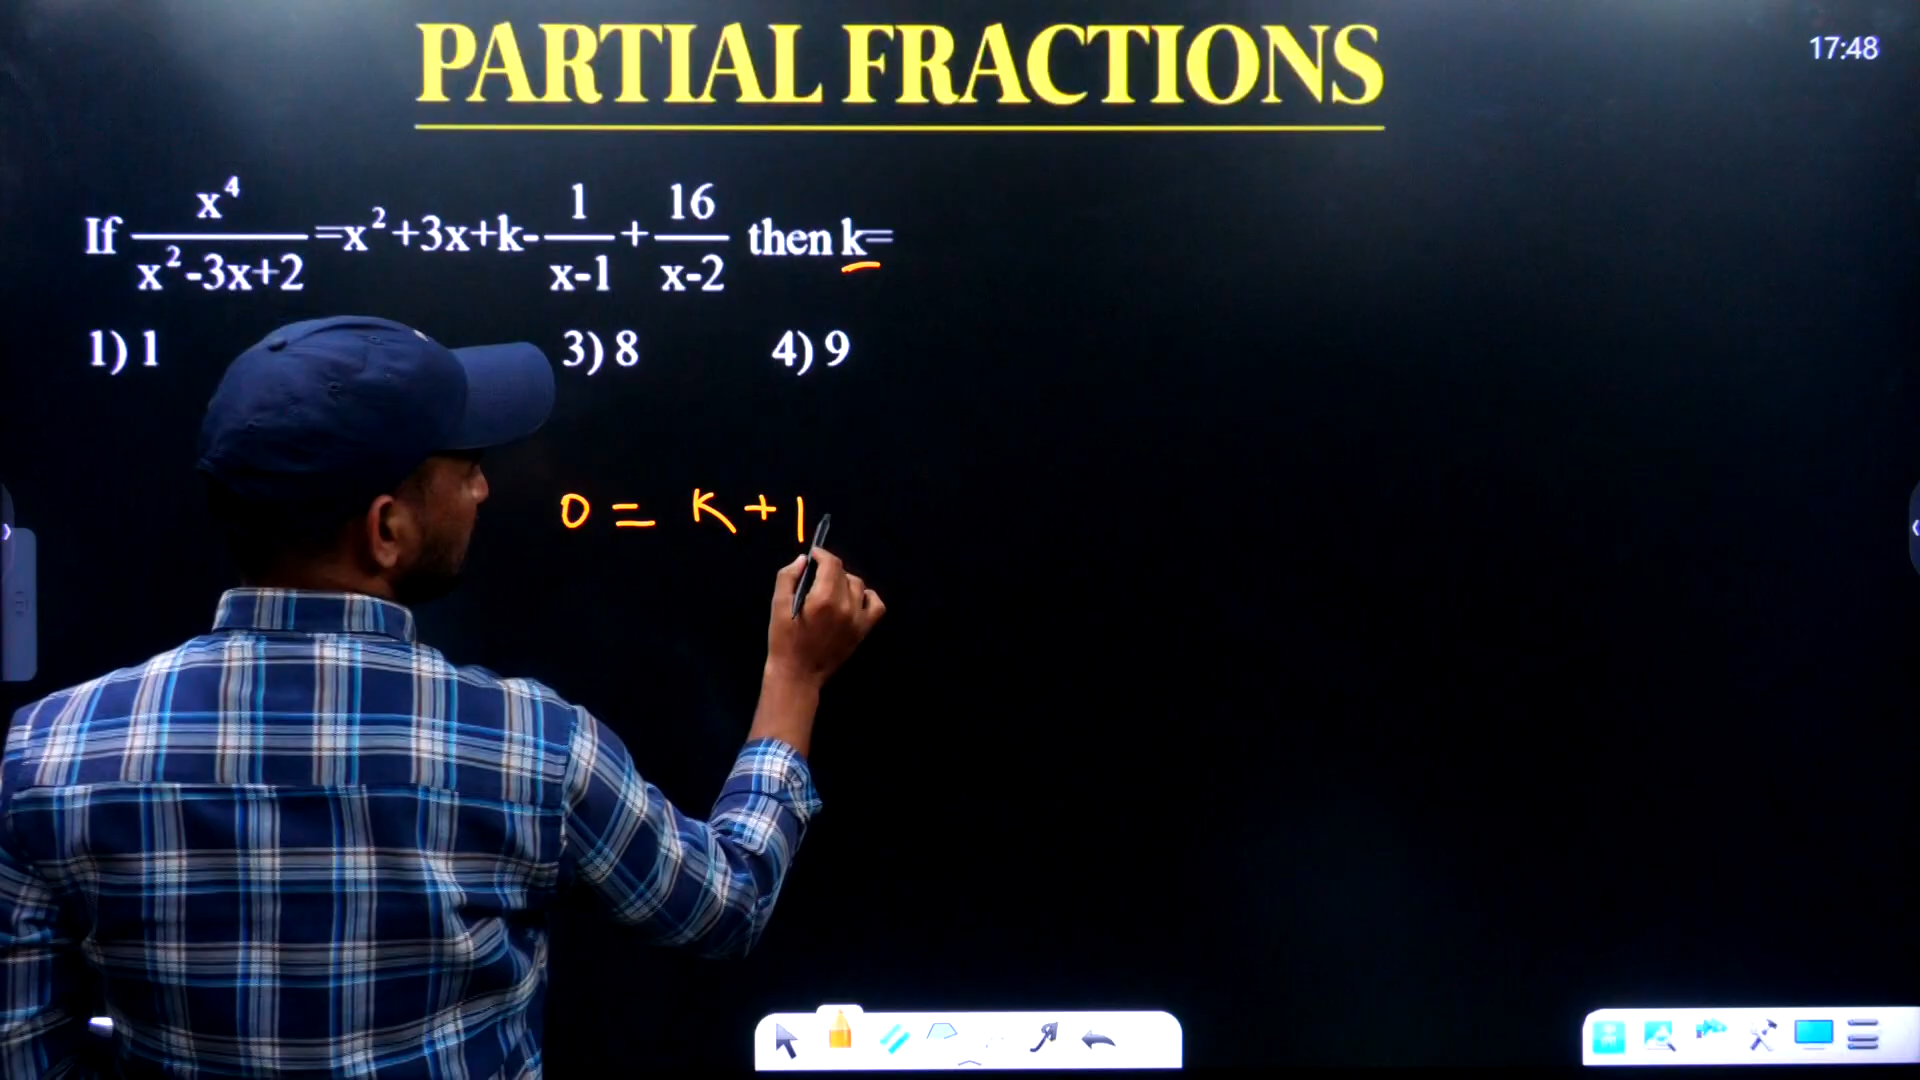 PARTIAL FRACTIONS
17:48
If x⁴/(x²-3x+2) =x²+3x+k- 1/(x-1) + 16/(x-2) then k=
1) 1 3) 8 4) 9
0 = K + 1